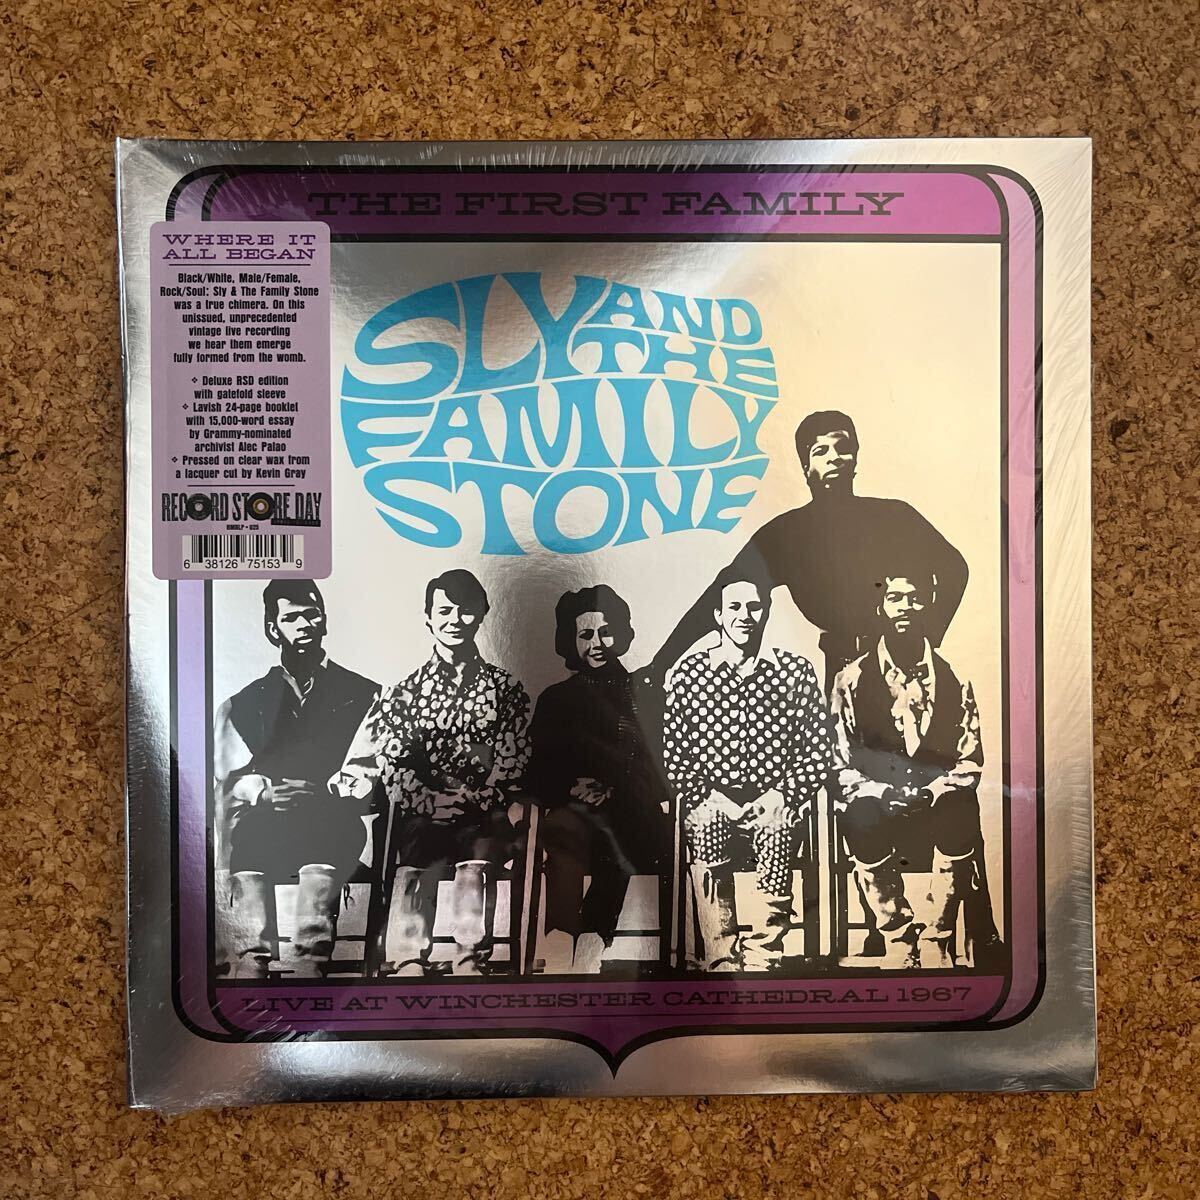 THE FIRST FAMILY
WHERE IT
ALL BEGAN
Black/White, Male/Female,
Rock/Soul: Sly & The Family Stone
was a true chimera. On this
unissued, unprecedented
vintage live recording
we hear them emerge
fully formed from the womb.
❖ Deluxe RSD edition
with gatefold sleeve
❖ Lavish 24-page booklet
with 15,000-word essay
by Grammy-nominated
archivist Alec Palao
❖ Pressed on clear wax from
a lacquer cut by Kevin Gray
RECORD STORE DAY
HMRLP • 025
6 38126 75153 9
SLY AND
THE
FAMILY
STONE
LIVE AT WINCHESTER CATHEDRAL 1967